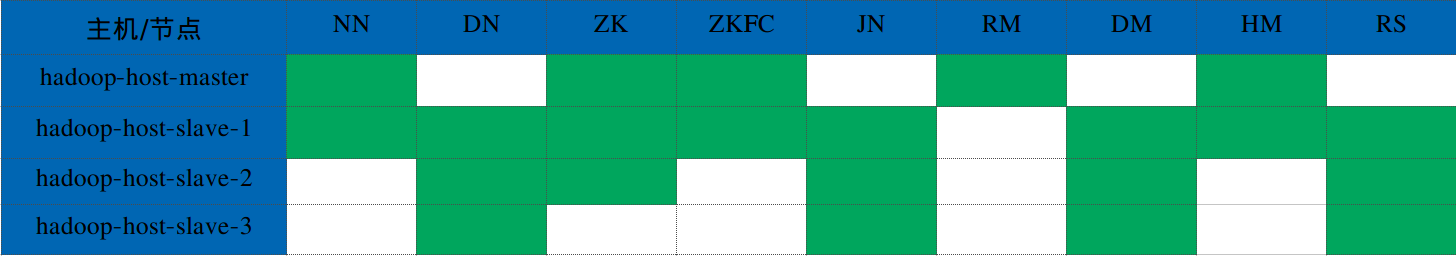 主机/节点 NN DN ZK ZKFC JN RM DM HM RS
hadoop-host-master
hadoop-host-slave-1
hadoop-host-slave-2
hadoop-host-slave-3